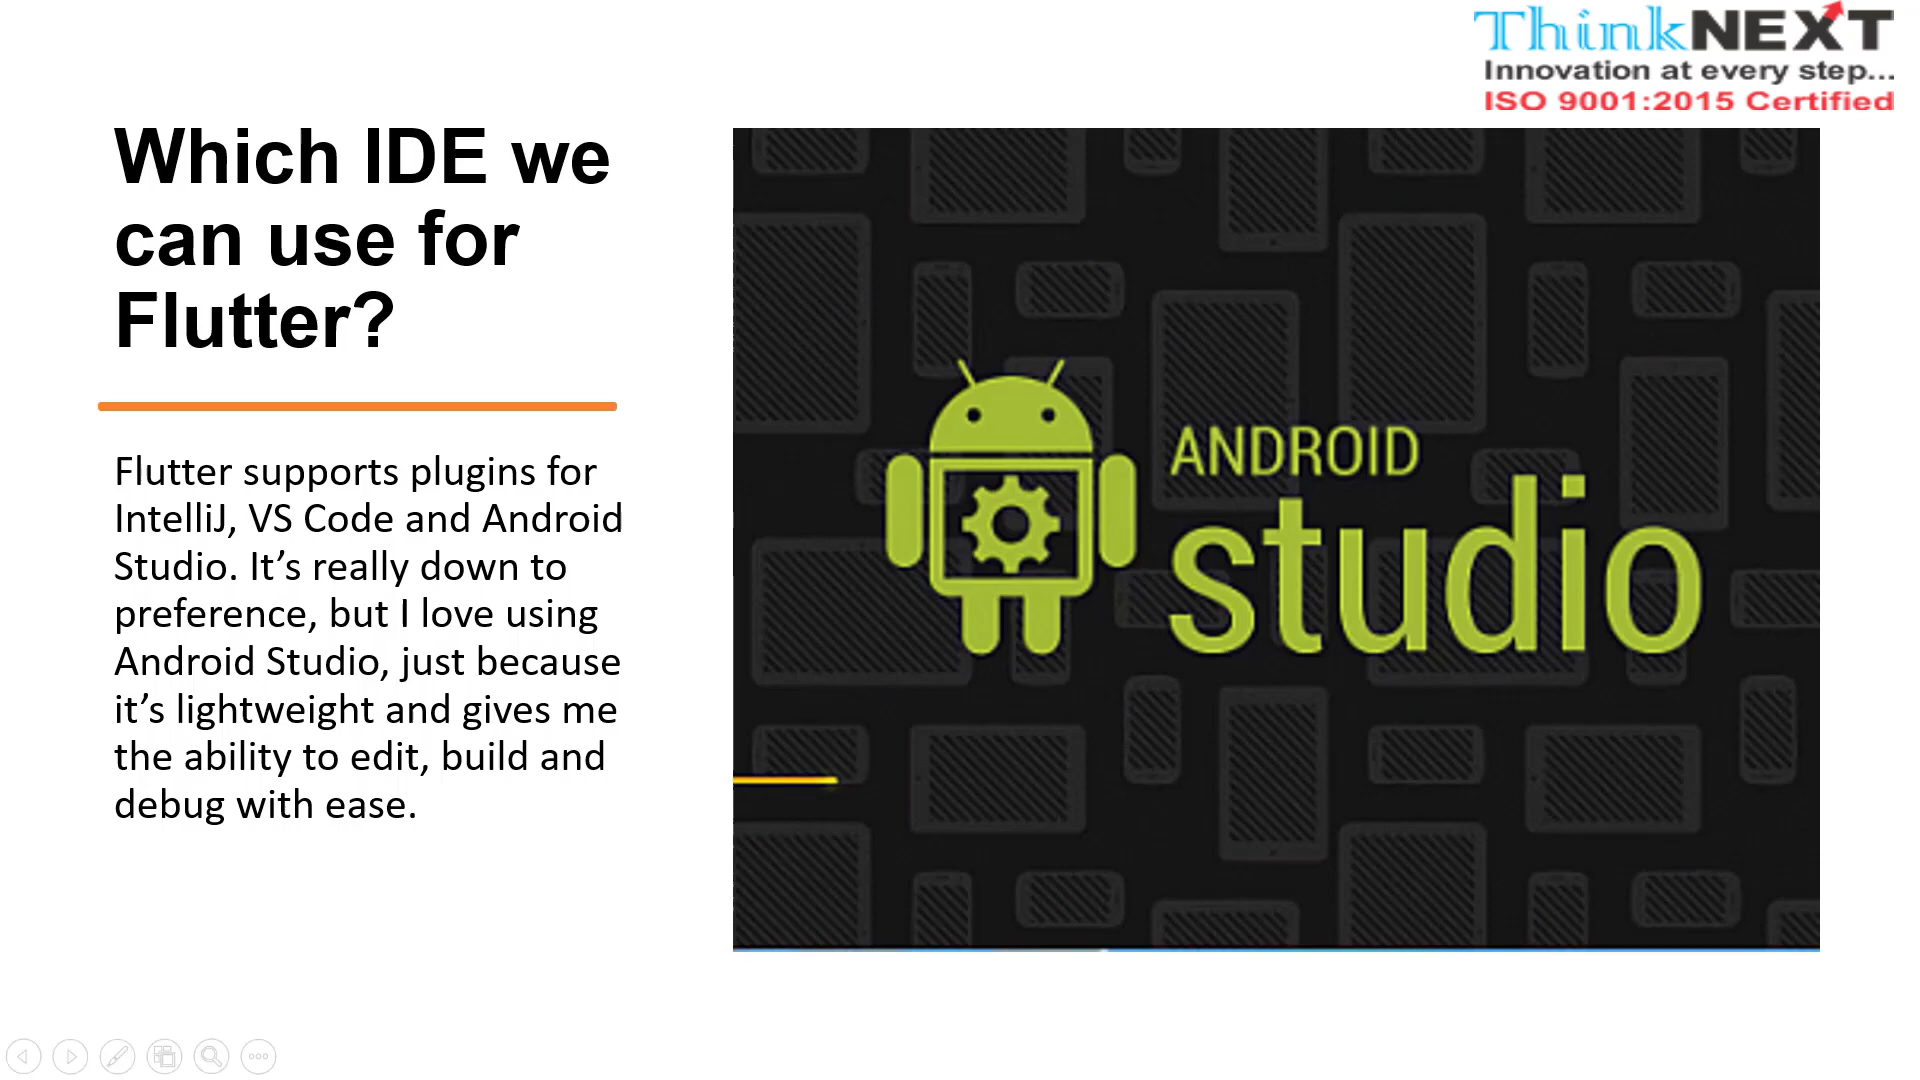 ThinkNEXT
Innovation at every step...
ISO 9001:2015 Certified
Which IDE we
can use for
Flutter?
Flutter supports plugins for
IntelliJ, VS Code and Android
Studio. It’s really down to
preference, but I love using
Android Studio, just because
it’s lightweight and gives me
the ability to edit, build and
debug with ease.
ANDROID
studio